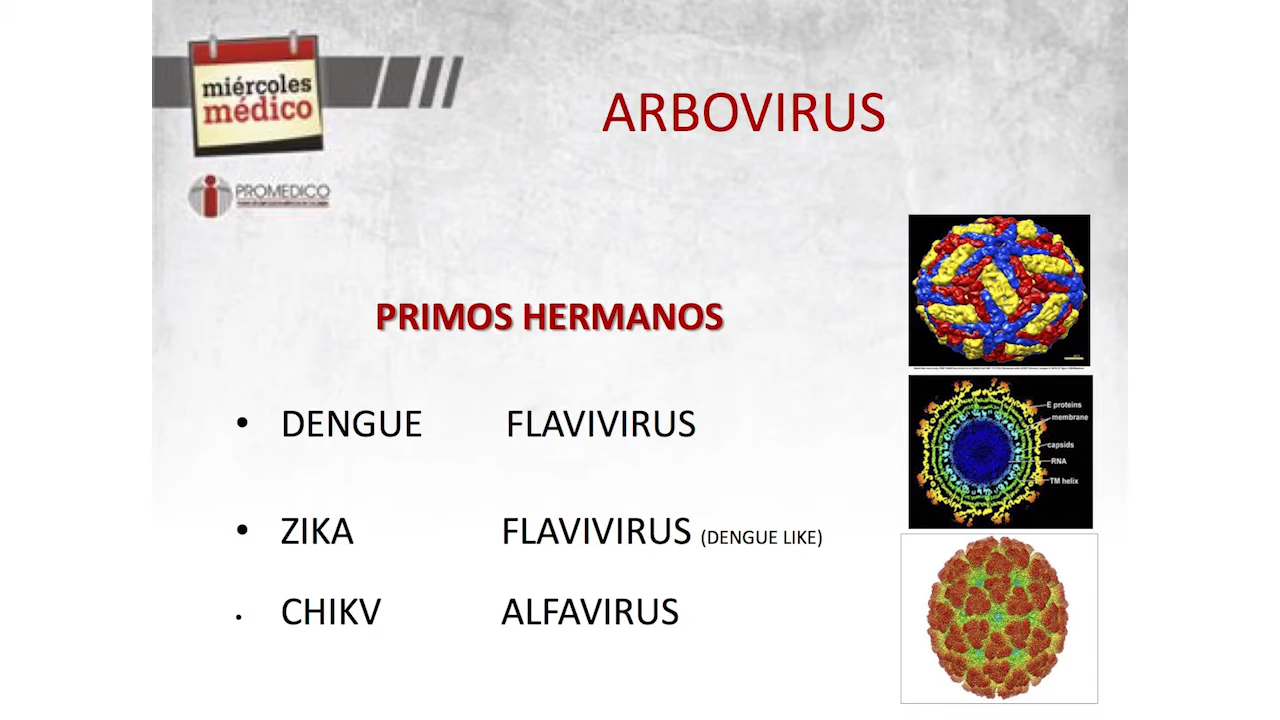 miércoles
médico
ARBOVIRUS
PROMEDICO
PRIMOS HERMANOS
• DENGUE FLAVIVIRUS
• ZIKA FLAVIVIRUS (DENGUE LIKE)
• CHIKV ALFAVIRUS
E proteins
membrane
capsids
RNA
TM helix